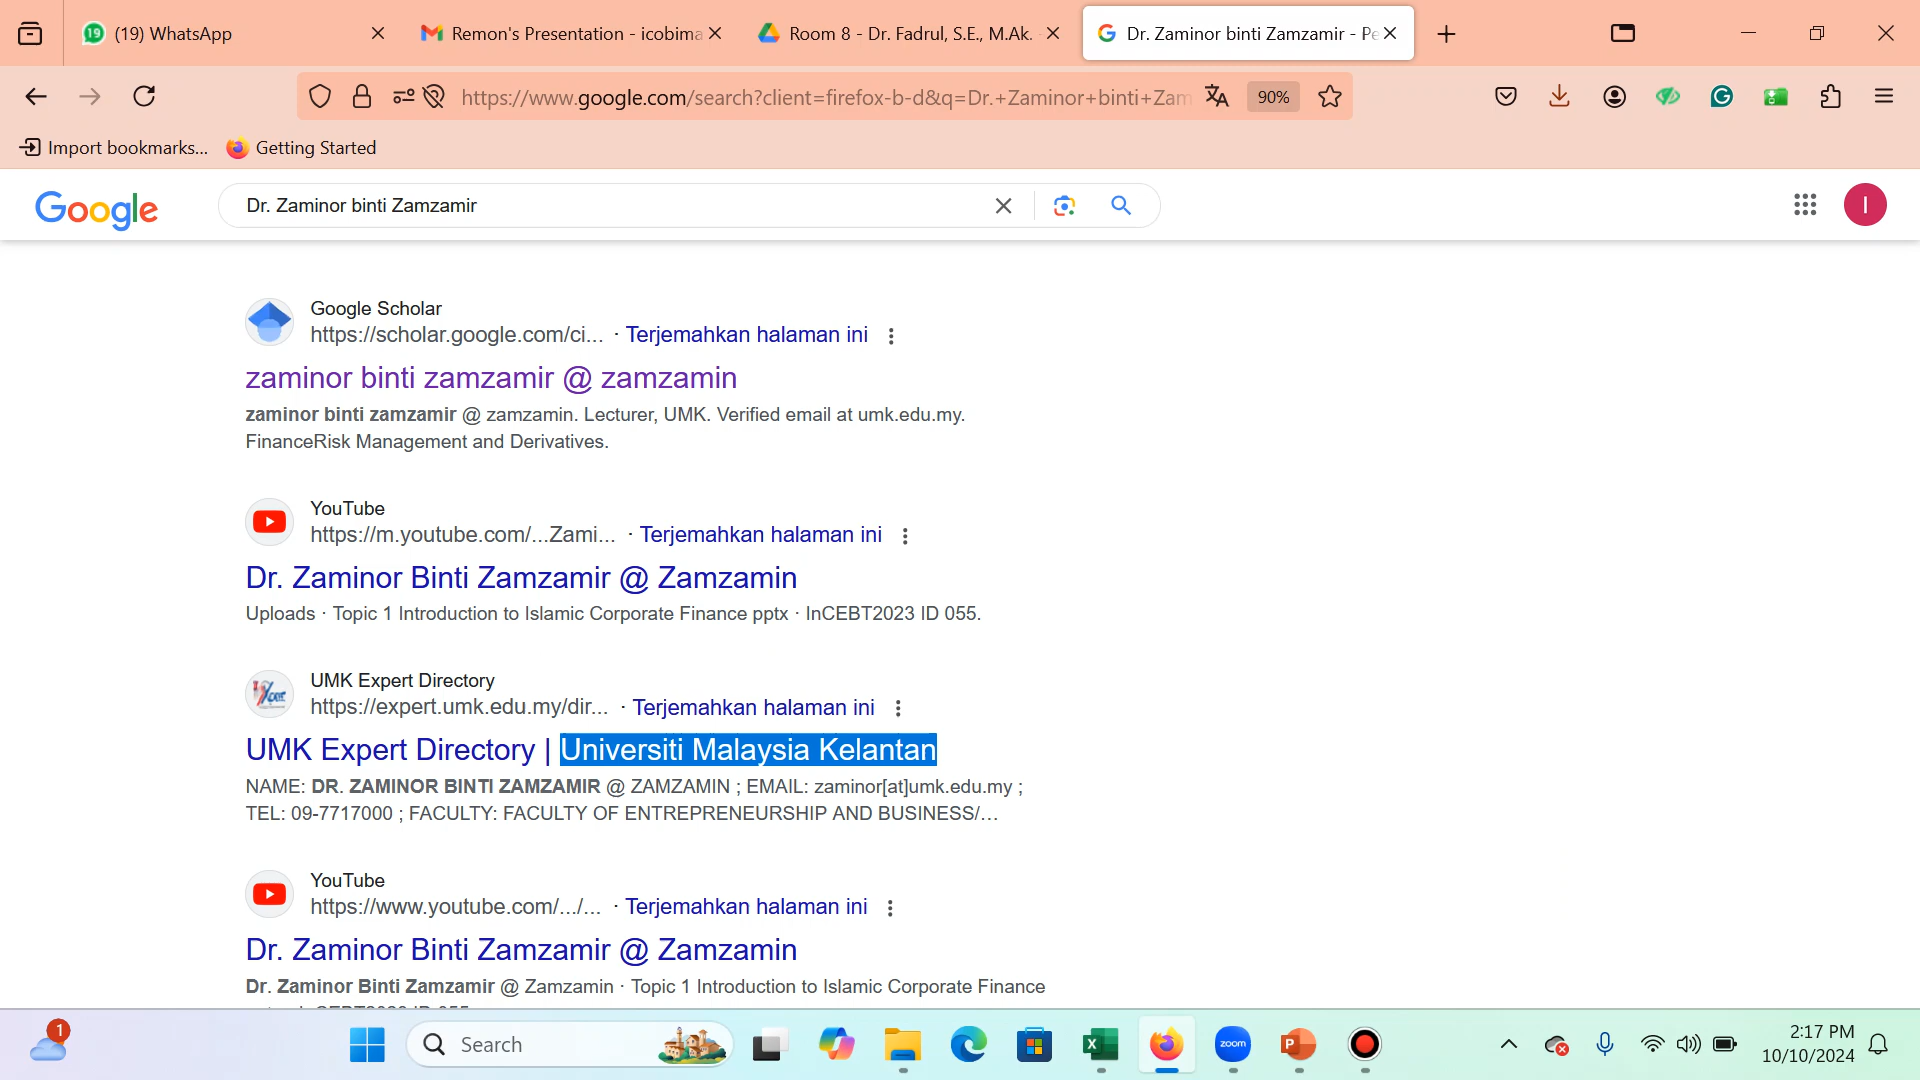 (19) WhatsApp
Remon's Presentation - icobima
Room 8 - Dr. Fadrul, S.E., M.Ak.
Dr. Zaminor binti Zamzamir - Pe
https://www.google.com/search?client=firefox-b-d&q=Dr.+Zaminor+binti+Zam
90%
Import bookmarks...
Getting Started
Google
Dr. Zaminor binti Zamzamir
I
Google Scholar
https://scholar.google.com/ci... · Terjemahkan halaman ini
zaminor binti zamzamir @ zamzamin
zaminor binti zamzamir @ zamzamin. Lecturer, UMK. Verified email at umk.edu.my.
FinanceRisk Management and Derivatives.
YouTube
https://m.youtube.com/...Zami... · Terjemahkan halaman ini
Dr. Zaminor Binti Zamzamir @ Zamzamin
Uploads · Topic 1 Introduction to Islamic Corporate Finance pptx · InCEBT2023 ID 055.
UMK Expert Directory
https://expert.umk.edu.my/dir... · Terjemahkan halaman ini
UMK Expert Directory | Universiti Malaysia Kelantan
NAME: DR. ZAMINOR BINTI ZAMZAMIR @ ZAMZAMIN ; EMAIL: zaminor[at]umk.edu.my ;
TEL: 09-7717000 ; FACULTY: FACULTY OF ENTREPRENEURSHIP AND BUSINESS/...
YouTube
https://www.youtube.com/.../... · Terjemahkan halaman ini
Dr. Zaminor Binti Zamzamir @ Zamzamin
Dr. Zaminor Binti Zamzamir @ Zamzamin · Topic 1 Introduction to Islamic Corporate Finance
1
Search
zoom
2:17 PM
10/10/2024